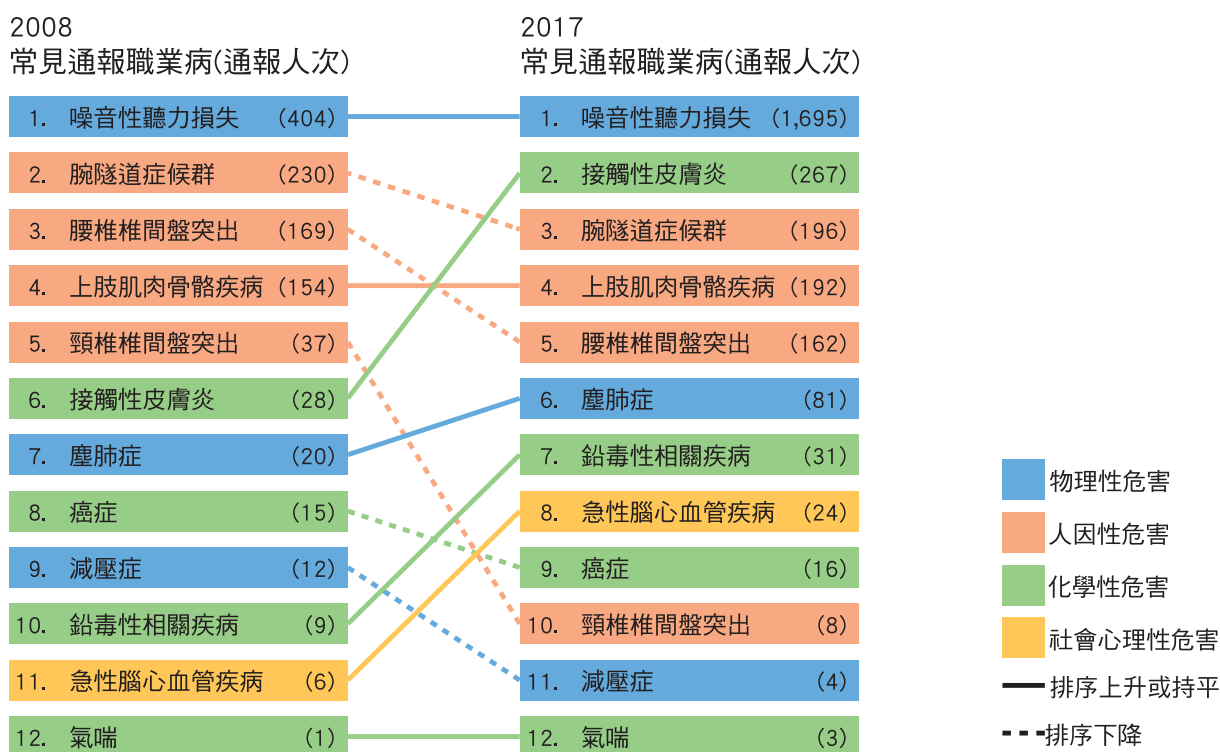 2008
常見通報職業病(通報人次)
1. 噪音性聽力損失 (404)
2. 腕隧道症候群 (230)
3. 腰椎椎間盤突出 (169)
4. 上肢肌肉骨骼疾病 (154)
5. 頸椎椎間盤突出 (37)
6. 接觸性皮膚炎 (28)
7. 塵肺症 (20)
8. 癌症 (15)
9. 減壓症 (12)
10. 鉛毒性相關疾病 (9)
11. 急性腦心血管疾病 (6)
12. 氣喘 (1)
2017
常見通報職業病(通報人次)
1. 噪音性聽力損失 (1,695)
2. 接觸性皮膚炎 (267)
3. 腕隧道症候群 (196)
4. 上肢肌肉骨骼疾病 (192)
5. 腰椎椎間盤突出 (162)
6. 塵肺症 (81)
7. 鉛毒性相關疾病 (31)
8. 急性腦心血管疾病 (24)
9. 癌症 (16)
10. 頸椎椎間盤突出 (8)
11. 減壓症 (4)
12. 氣喘 (3)
物理性危害
人因性危害
化學性危害
社會心理性危害
排序上升或持平
排序下降